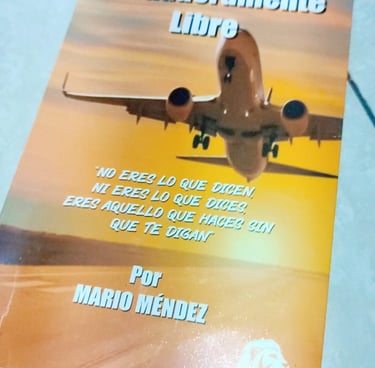 Libre
"NO ERES LO QUE DICEN,
NI ERES LO QUE DICES,
ERES AQUELLO QUE HACES SIN
QUE TE DIGAN"
Por
MARIO MÉNDEZ